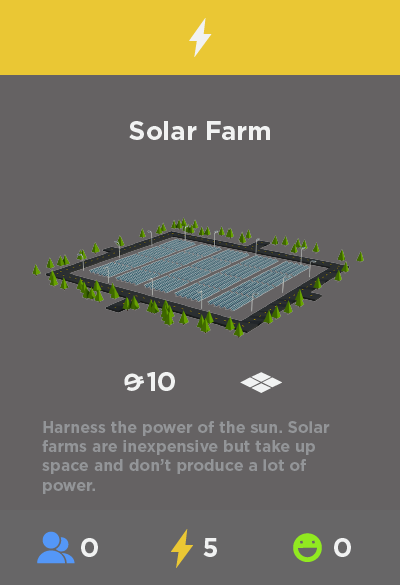 Solar Farm
10
Harness the power of the sun. Solar
farms are inexpensive but take up
space and don't produce a lot of
power.
0 5 0